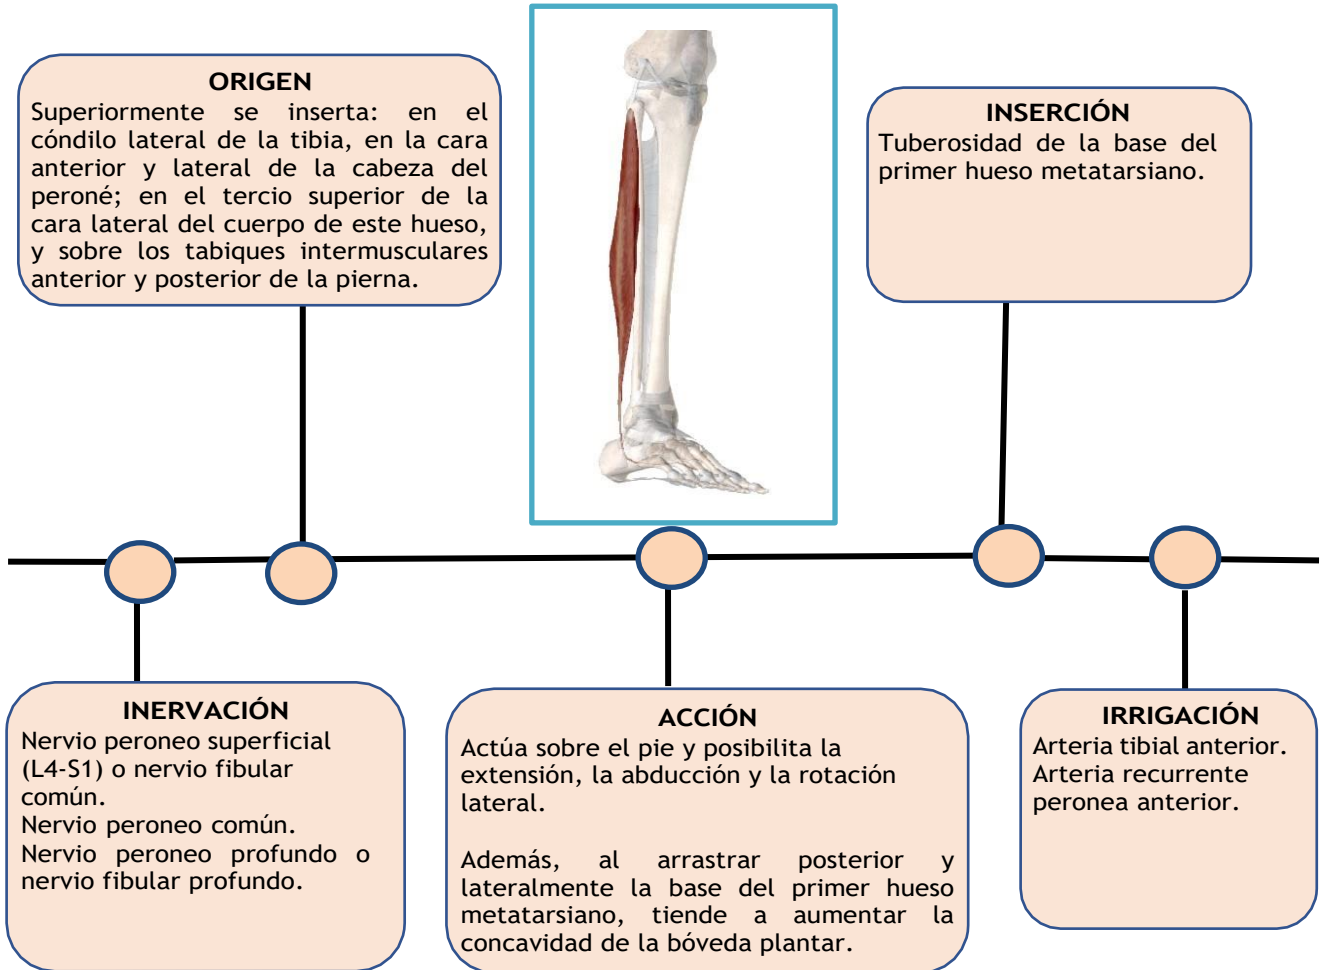 ORIGEN
Superiormente se inserta: en el
cóndilo lateral de la tibia, en la cara
anterior y lateral de la cabeza del
peroné; en el tercio superior de la
cara lateral del cuerpo de este hueso,
y sobre los tabiques intermusculares
anterior y posterior de la pierna.
INSERCIÓN
Tuberosidad de la base del
primer hueso metatarsiano.
INERVACIÓN
Nervio peroneo superficial
(L4-S1) o nervio fibular
común.
Nervio peroneo común.
Nervio peroneo profundo o
nervio fibular profundo.
ACCIÓN
Actúa sobre el pie y posibilita la
extensión, la abducción y la rotación
lateral.
Además, al arrastrar posterior y
lateralmente la base del primer hueso
metatarsiano, tiende a aumentar la
concavidad de la bóveda plantar.
IRRIGACIÓN
Arteria tibial anterior.
Arteria recurrente
peronea anterior.